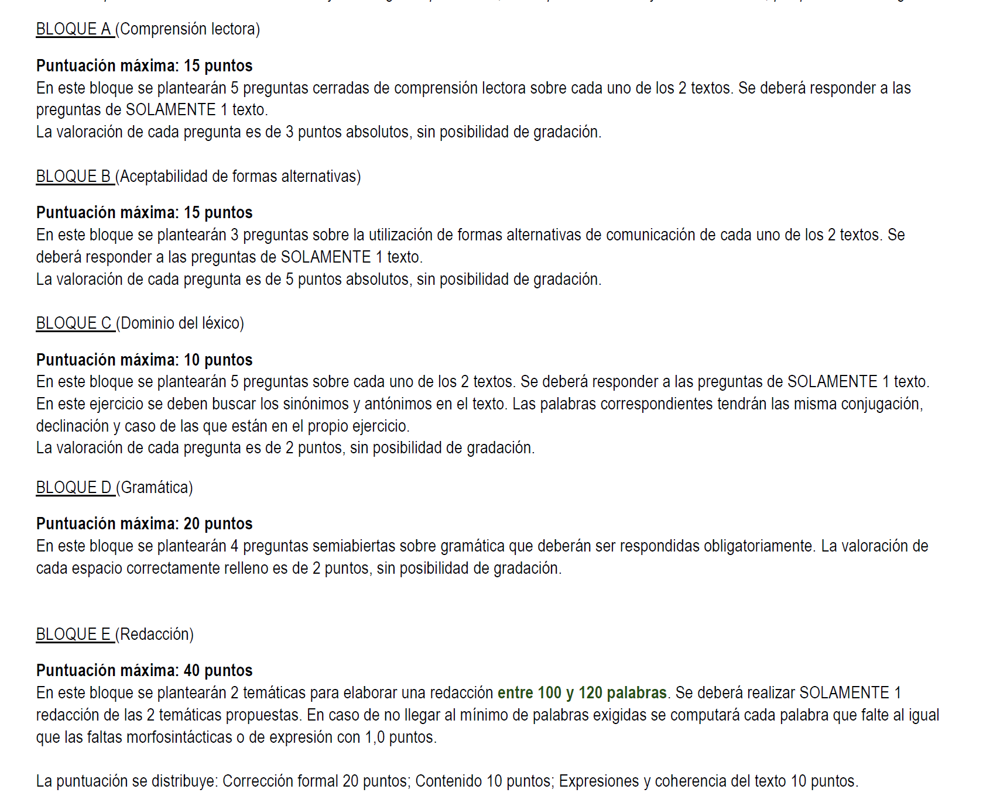 BLOQUE A (Comprensión lectora)
Puntuación máxima: 15 puntos
En este bloque se plantearán 5 preguntas cerradas de comprensión lectora sobre cada uno de los 2 textos. Se deberá responder a las
preguntas de SOLAMENTE 1 texto.
La valoración de cada pregunta es de 3 puntos absolutos, sin posibilidad de gradación.
BLOQUE B (Aceptabilidad de formas alternativas)
Puntuación máxima: 15 puntos
En este bloque se plantearán 3 preguntas sobre la utilización de formas alternativas de comunicación de cada uno de los 2 textos. Se
deberá responder a las preguntas de SOLAMENTE 1 texto.
La valoración de cada pregunta es de 5 puntos absolutos, sin posibilidad de gradación.
BLOQUE C (Dominio del léxico)
Puntuación máxima: 10 puntos
En este bloque se plantearán 5 preguntas sobre cada uno de los 2 textos. Se deberá responder a las preguntas de SOLAMENTE 1 texto.
En este ejercicio se deben buscar los sinónimos y antónimos en el texto. Las palabras correspondientes tendrán las misma conjugación,
declinación y caso de las que están en el propio ejercicio.
La valoración de cada pregunta es de 2 puntos, sin posibilidad de gradación.
BLOQUE D (Gramática)
Puntuación máxima: 20 puntos
En este bloque se plantearán 4 preguntas semiabiertas sobre gramática que deberán ser respondidas obligatoriamente. La valoración de
cada espacio correctamente relleno es de 2 puntos, sin posibilidad de gradación.
BLOQUE E (Redacción)
Puntuación máxima: 40 puntos
En este bloque se plantearán 2 temáticas para elaborar una redacción entre 100 y 120 palabras. Se deberá realizar SOLAMENTE 1
redacción de las 2 temáticas propuestas. En caso de no llegar al mínimo de palabras exigidas se computará cada palabra que falte al igual
que las faltas morfosintácticas o de expresión con 1,0 puntos.
La puntuación se distribuye: Corrección formal 20 puntos; Contenido 10 puntos; Expresiones y coherencia del texto 10 puntos.